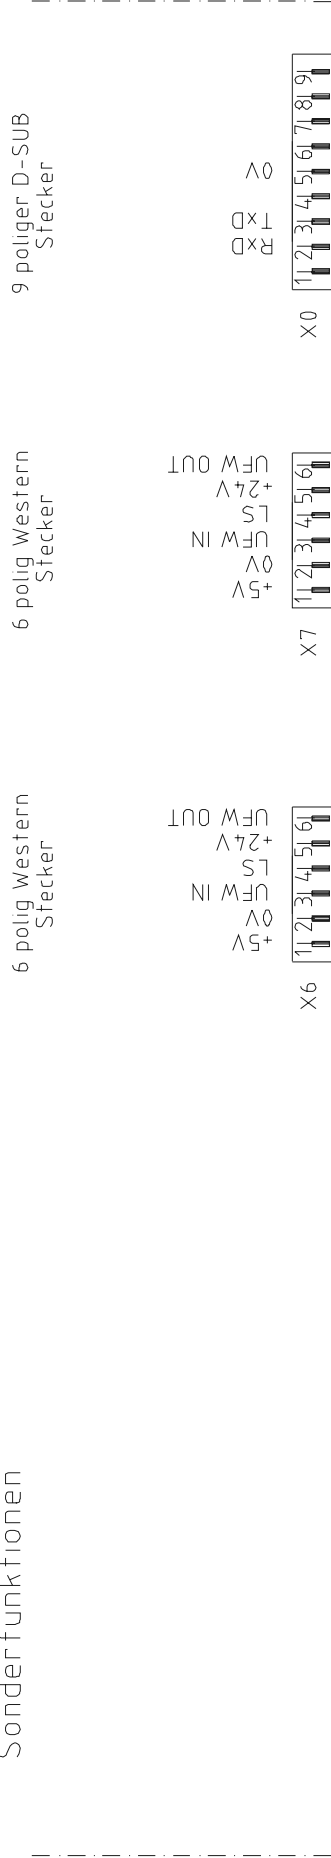 Sonderfunktionen
6 polig Western
Stecker
UFW OUT
+24V
LS
UFW IN
0V
+5V
1 2 3 4 5 6
X6
6 polig Western
Stecker
UFW OUT
+24V
LS
UFW IN
0V
+5V
1 2 3 4 5 6
X7
9 poliger D-SUB
Stecker
0V
TxD
RxD
1 2 3 4 5 6 7 8 9
X0